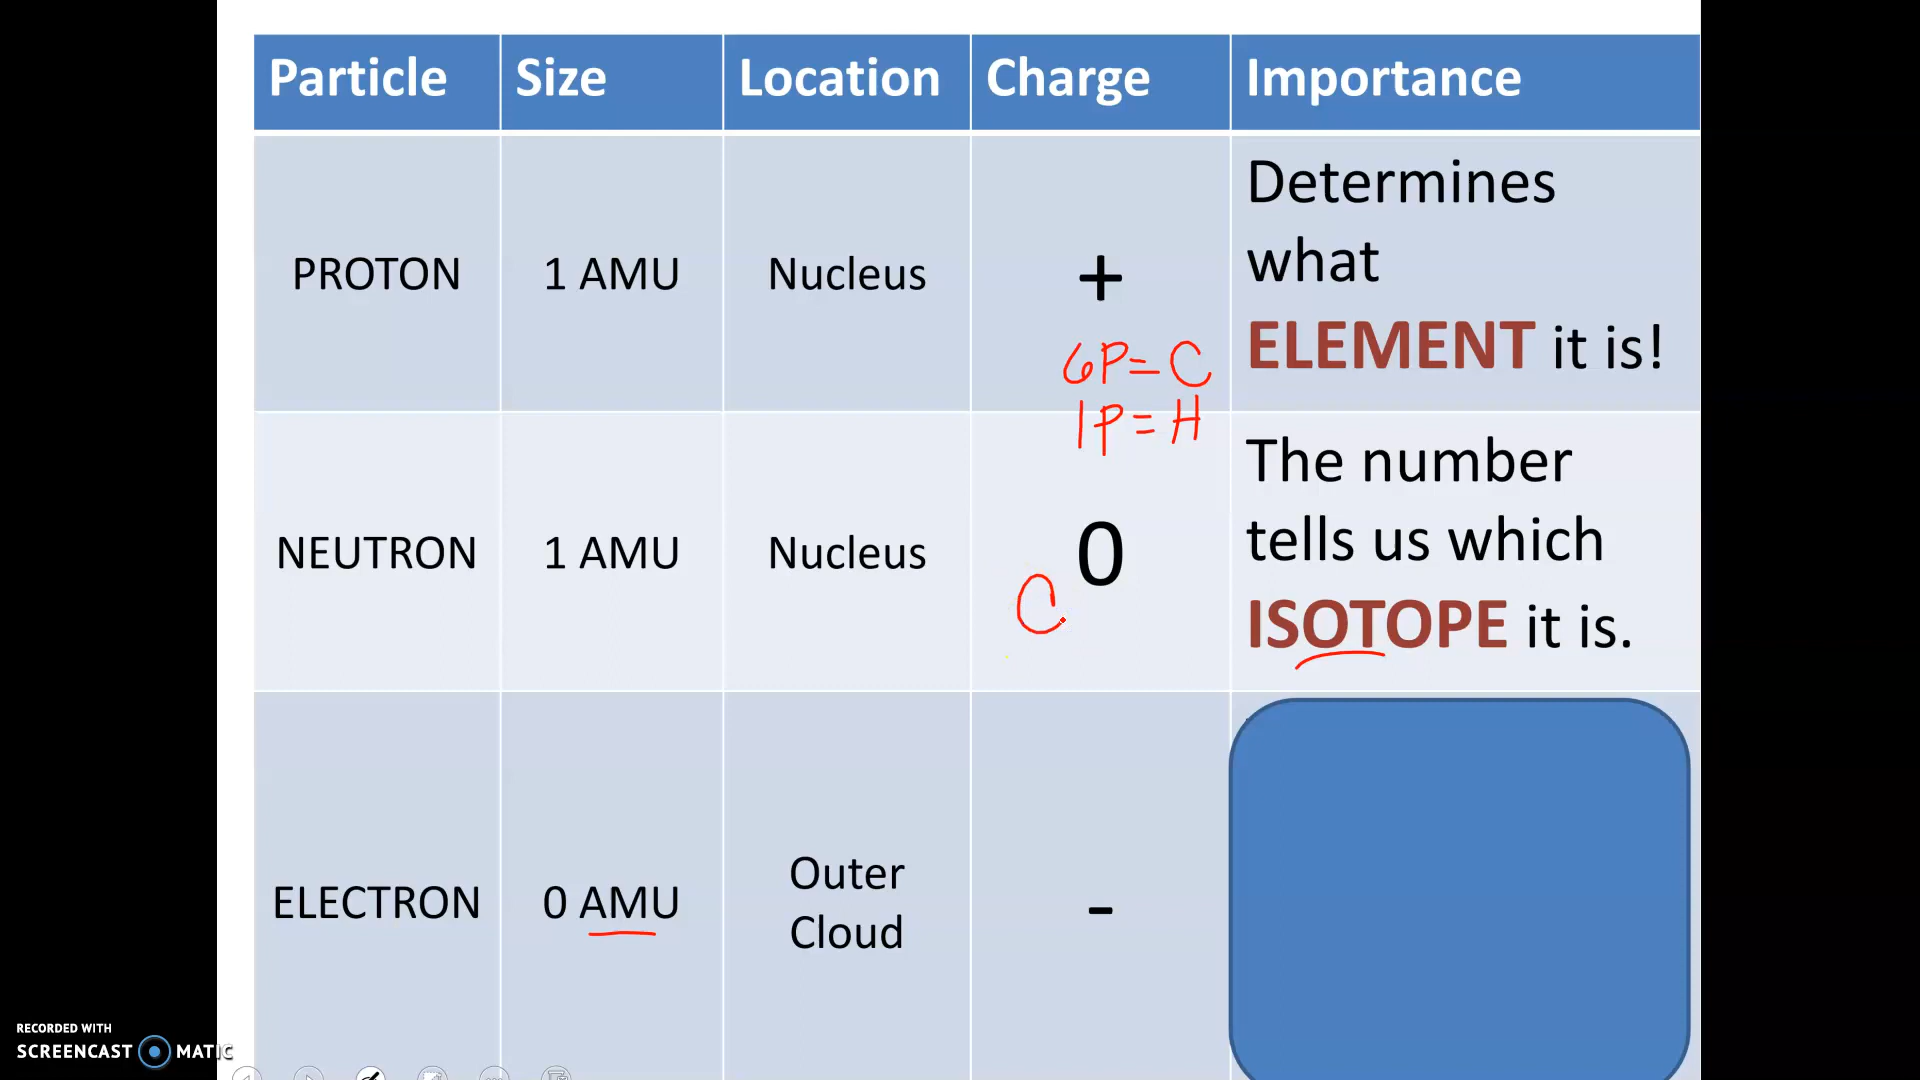 Particle Size Location Charge Importance
PROTON 1 AMU Nucleus +
Determines
what
ELEMENT it is!
6P = C
1P = H
NEUTRON 1 AMU Nucleus 0
The number
tells us which
ISOTOPE it is.
C
ELECTRON 0 AMU
Outer
Cloud
-
RECORDED WITH
SCREENCAST MATIC